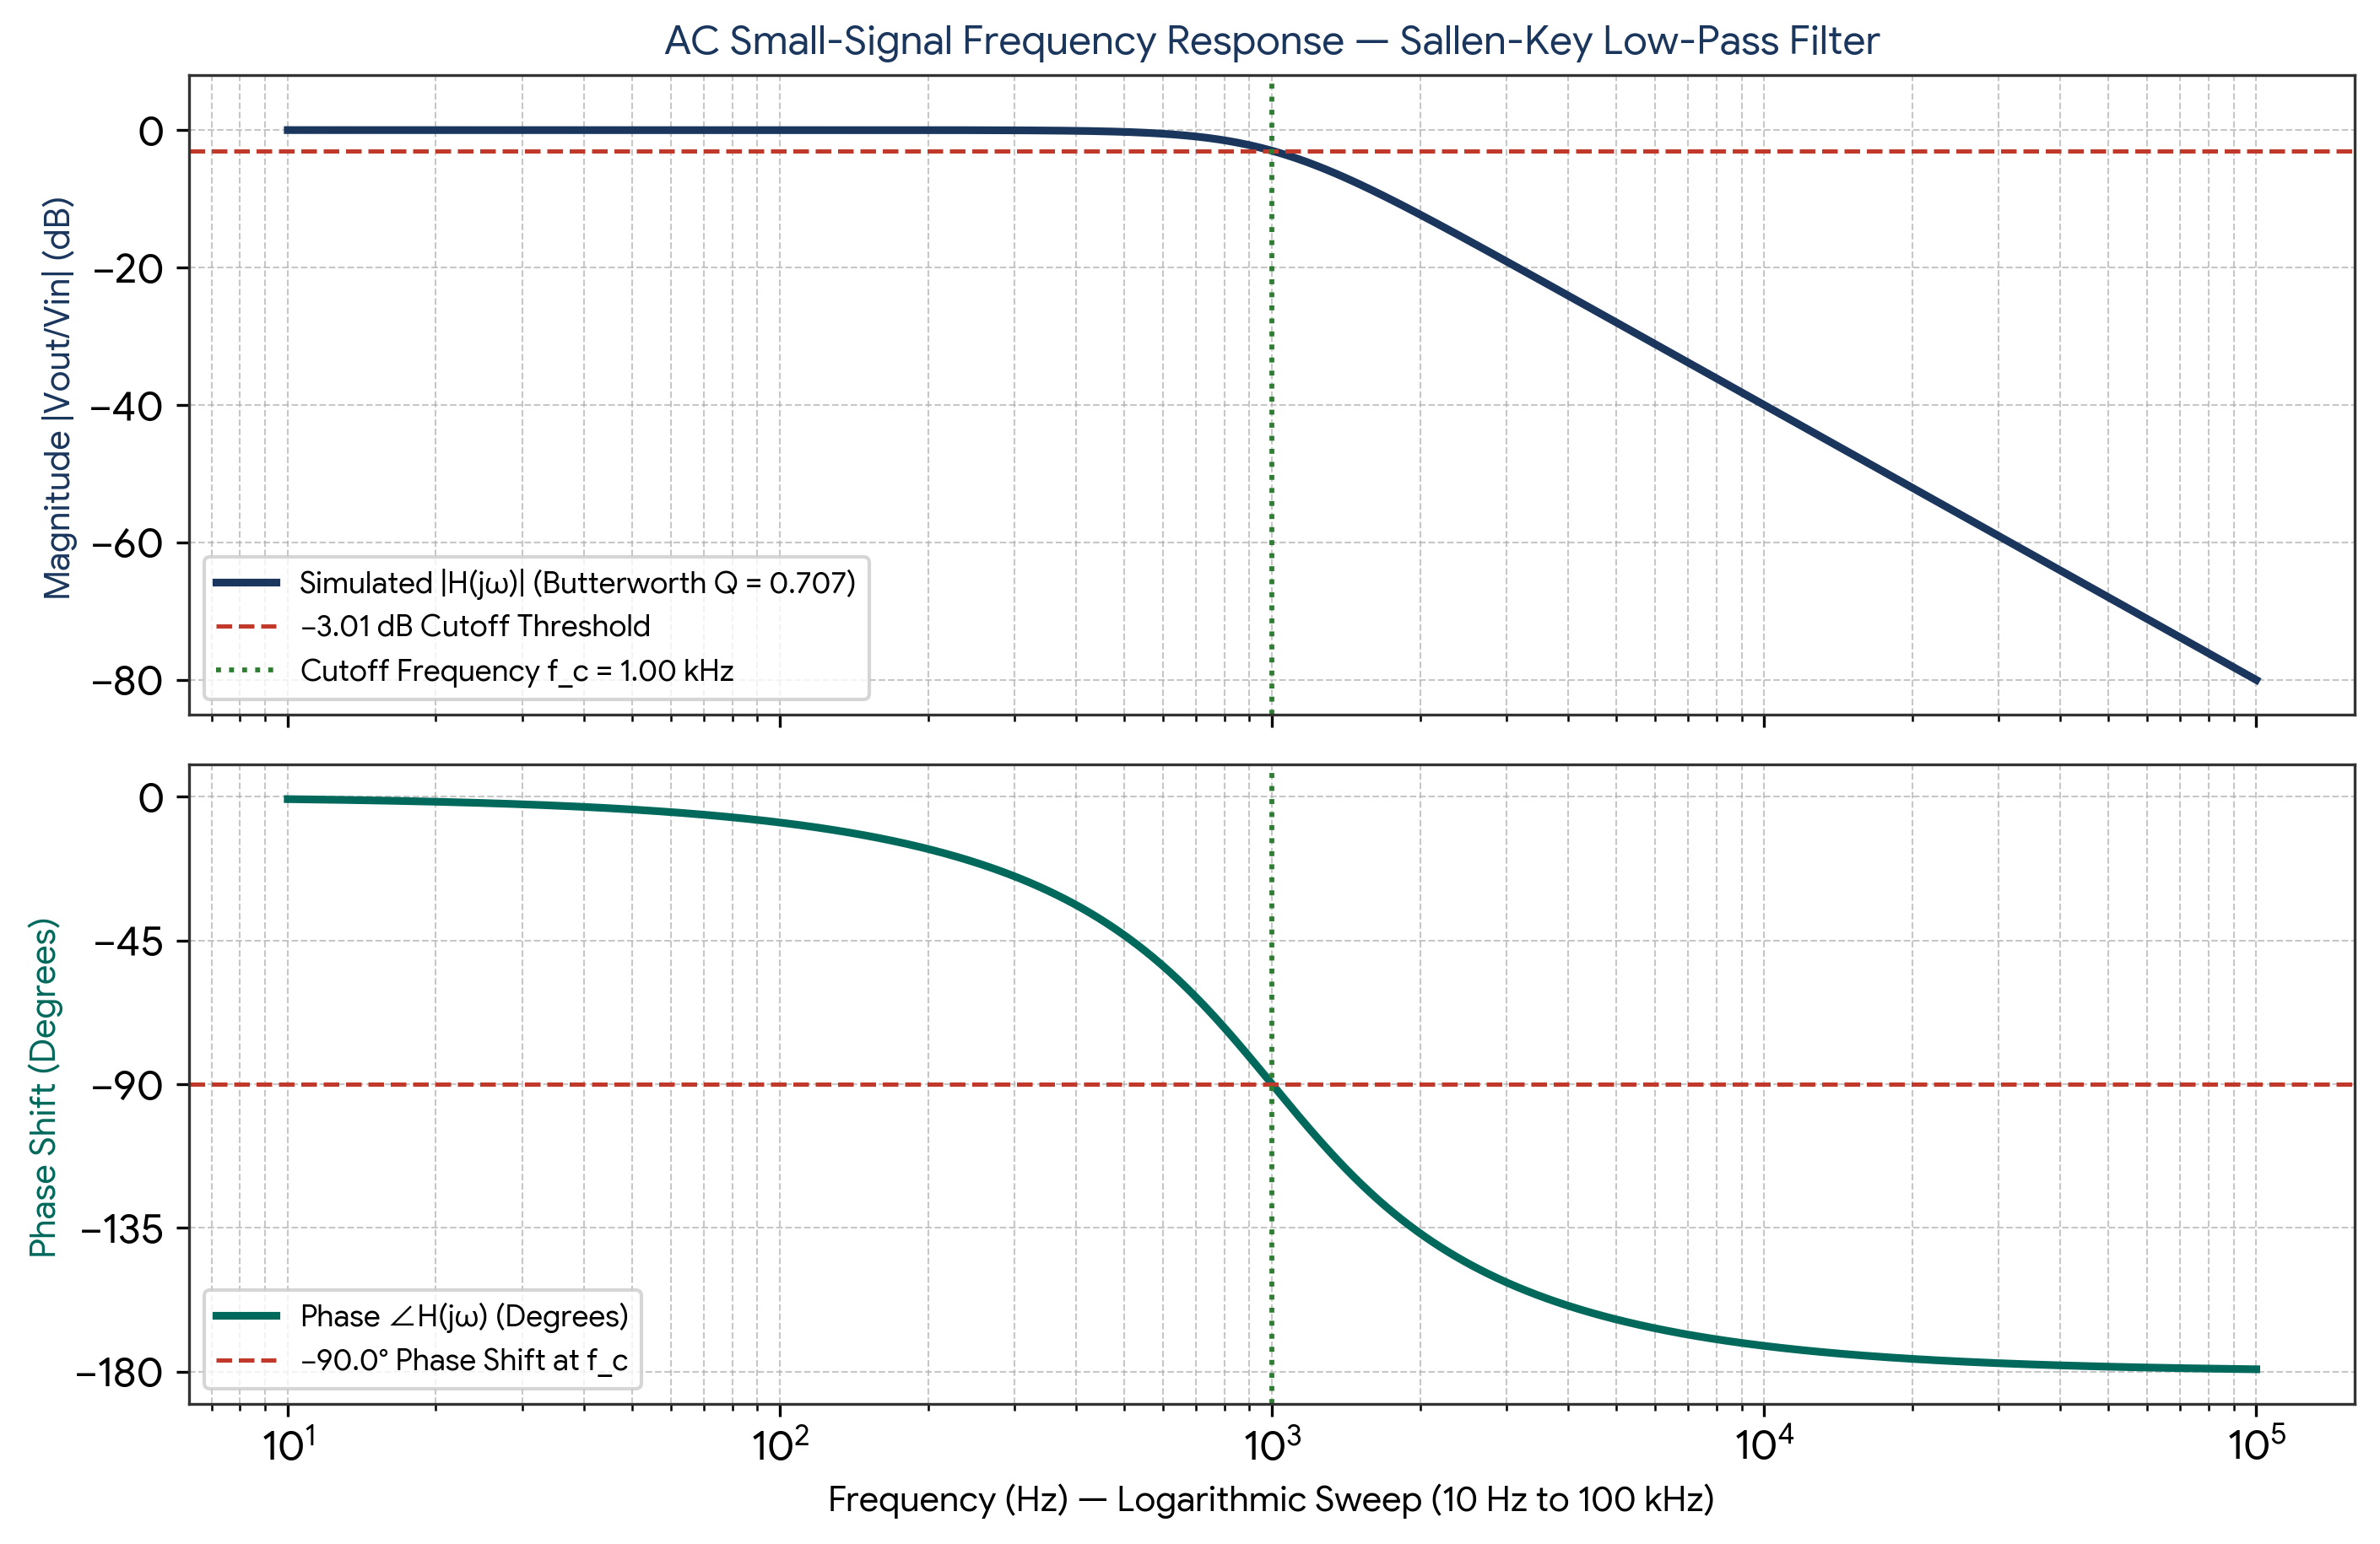 AC Small-Signal Frequency Response — Sallen-Key Low-Pass Filter
Magnitude |Vout/Vin| (dB)
0
−20
−40
−60
−80
Simulated |H(jω)| (Butterworth Q = 0.707)
−3.01 dB Cutoff Threshold
Cutoff Frequency f_c = 1.00 kHz
Phase Shift (Degrees)
0
−45
−90
−135
−180
Phase ∠H(jω) (Degrees)
−90.0° Phase Shift at f_c
10¹ 10² 10³ 10⁴ 10⁵
Frequency (Hz) — Logarithmic Sweep (10 Hz to 100 kHz)